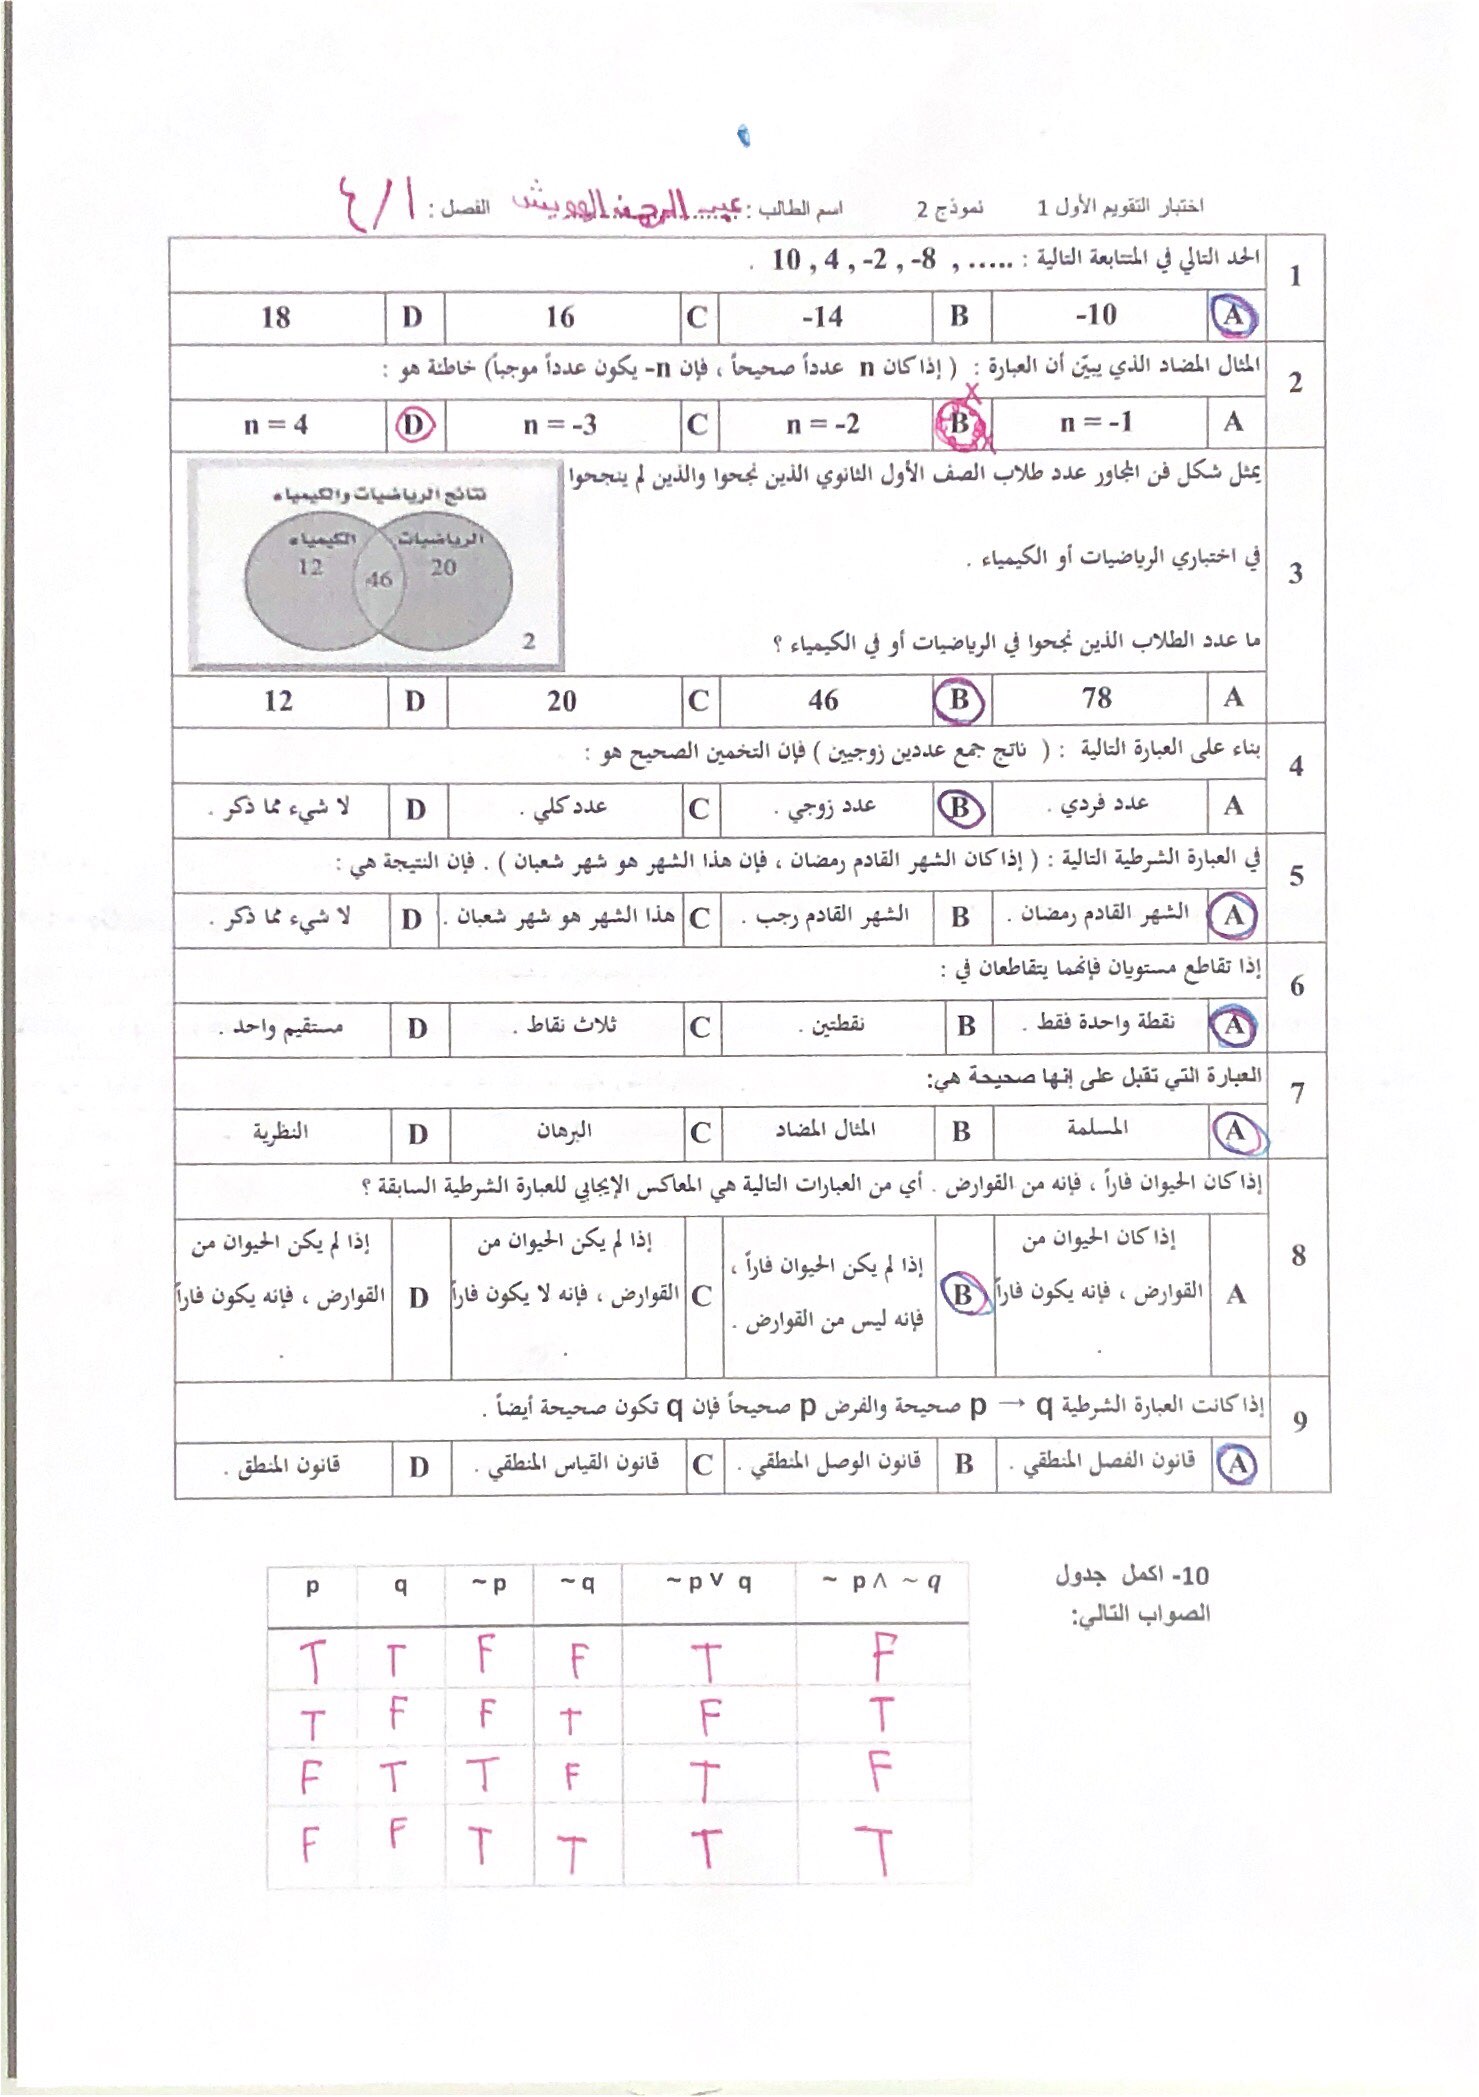 اختبار التقويم الأول 1 نموذج 2 اسم الطالب : عبد الرحمن الهويش الفصل : ١/٤
1 الحد التالي في المتتابعة التالية : 10 , 4 , -2 , -8 , ..... .
A -10 B -14 C 16 D 18
2 المثال المضاد الذي يبيّن أن العبارة : ( إذا كان n عدداً صحيحاً ، فإن n- يكون عدداً موجباً) خاطئة هو :
A n = -1 B n = -2 C n = -3 D n = 4
3 يمثل شكل فن المجاور عدد طلاب الصف الأول الثانوي الذين نجحوا والذين لم ينجحوا
في اختباري الرياضيات أو الكيمياء .
ما عدد الطلاب الذين نجحوا في الرياضيات أو في الكيمياء ؟
نتائج الرياضيات والكيمياء
الرياضيات الكيمياء
20 46 12
2
A 78 B 46 C 20 D 12
4 بناء على العبارة التالية : ( ناتج جمع عددين زوجيين ) فإن التخمين الصحيح هو :
A عدد فردي . B عدد زوجي . C عدد كلي . D لا شيء مما ذكر .
5 في العبارة الشرطية التالية : ( إذا كان الشهر القادم رمضان ، فإن هذا الشهر هو شهر شعبان ) . فإن النتيجة هي :
A الشهر القادم رمضان . B الشهر القادم رجب . C هذا الشهر هو شهر شعبان . D لا شيء مما ذكر .
6 إذا تقاطع مستويان فإنهما يتقاطعان في :
A نقطة واحدة فقط . B نقطتين . C ثلاث نقاط . D مستقيم واحد .
7 العبارة التي تقبل على إنها صحيحة هي:
A المسلمة B المثال المضاد C البرهان D النظرية
8 إذا كان الحيوان فاراً ، فإنه من القوارض . أي من العبارات التالية هي المعاكس الإيجابي للعبارة الشرطية السابقة ؟
A إذا كان الحيوان من القوارض ، فإنه يكون فاراً . B إذا لم يكن الحيوان فاراً ، فإنه ليس من القوارض . C إذا لم يكن الحيوان من القوارض ، فإنه لا يكون فاراً . D إذا لم يكن الحيوان من القوارض ، فإنه يكون فاراً .
9 إذا كانت العبارة الشرطية p → q صحيحة والفرض p صحيحاً فإن q تكون صحيحة أيضاً .
A قانون الفصل المنطقي . B قانون الوصل المنطقي . C قانون القياس المنطقي . D قانون المنطق .
10- اكمل جدول
الصواب التالي:
p q ~p ~q ~p ∨ q ~ p ∧ ~ q
T T F F T F
T F F T F T
F T T F T F
F F T T T T